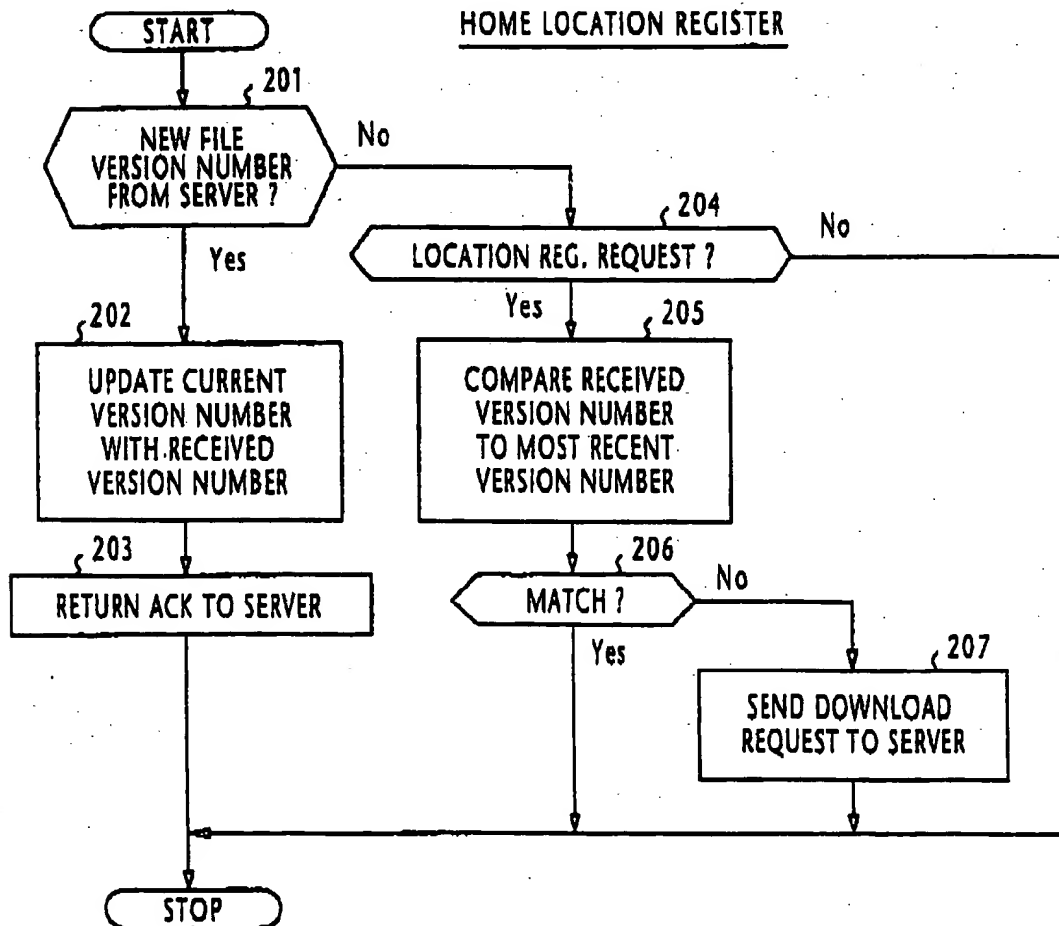 START
HOME LOCATION REGISTER
201
NEW FILE
VERSION NUMBER
FROM SERVER ?
No
Yes
204
LOCATION REG. REQUEST ?
No
Yes
202
UPDATE CURRENT
VERSION NUMBER
WITH RECEIVED
VERSION NUMBER
205
COMPARE RECEIVED
VERSION NUMBER
TO MOST RECENT
VERSION NUMBER
203
RETURN ACK TO SERVER
206
MATCH ?
No
Yes
207
SEND DOWNLOAD
REQUEST TO SERVER
STOP